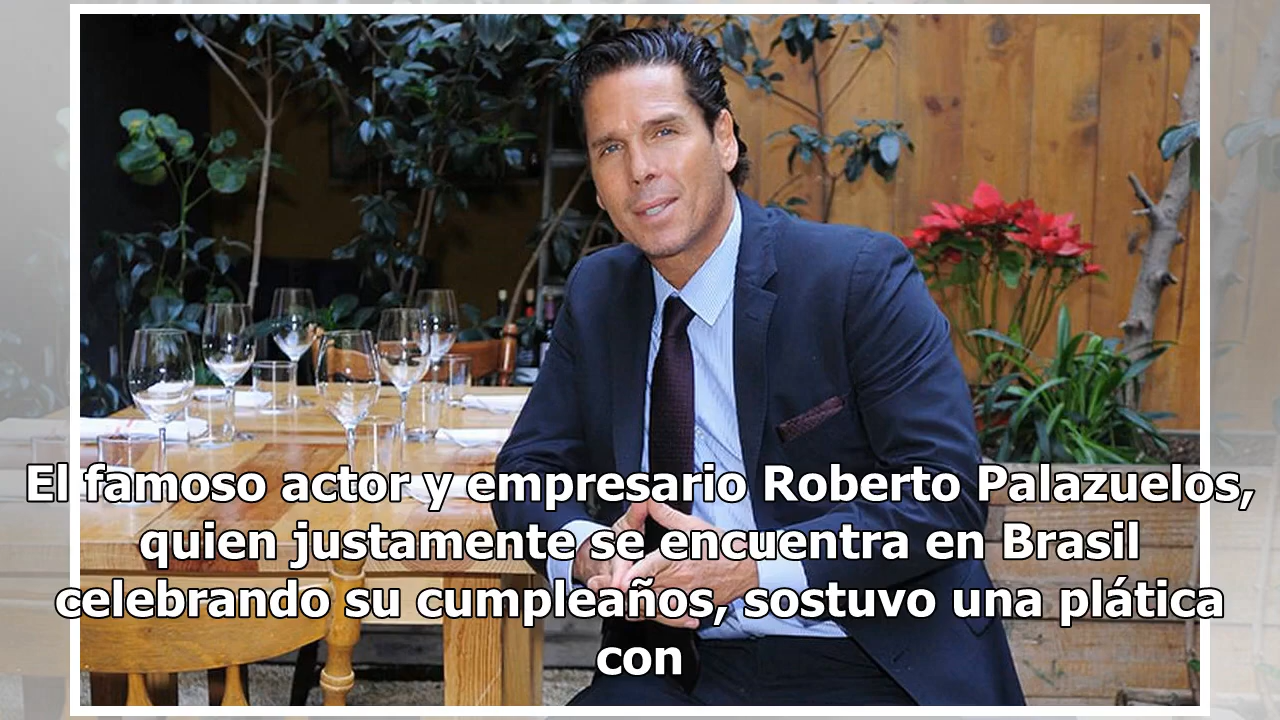 El famoso actor y empresario Roberto Palazuelos,
quien justamente se encuentra en Brasil
celebrando su cumpleaños, sostuvo una plática
con